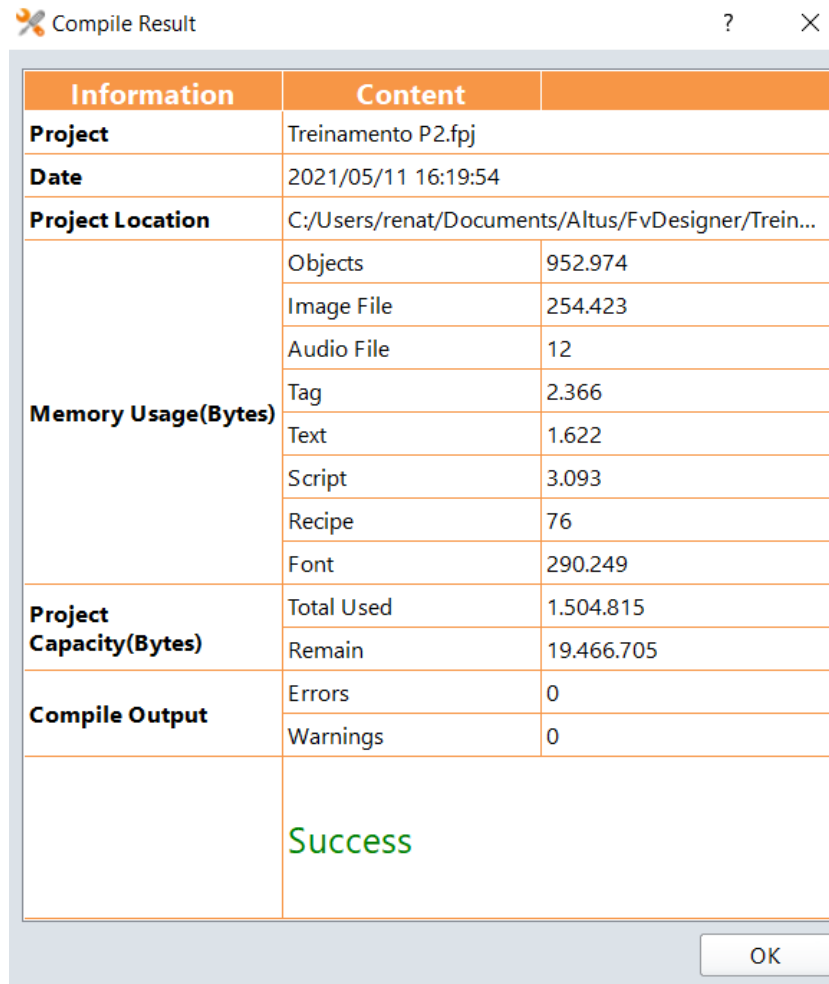 Compile Result
?
Information Content
Project Treinamento P2.fpj
Date 2021/05/11 16:19:54
Project Location C:/Users/renat/Documents/Altus/FvDesigner/Trein...
Memory Usage(Bytes)
Objects 952.974
Image File 254.423
Audio File 12
Tag 2.366
Text 1.622
Script 3.093
Recipe 76
Font 290.249
Project
Capacity(Bytes)
Total Used 1.504.815
Remain 19.466.705
Compile Output
Errors 0
Warnings 0
Success
OK